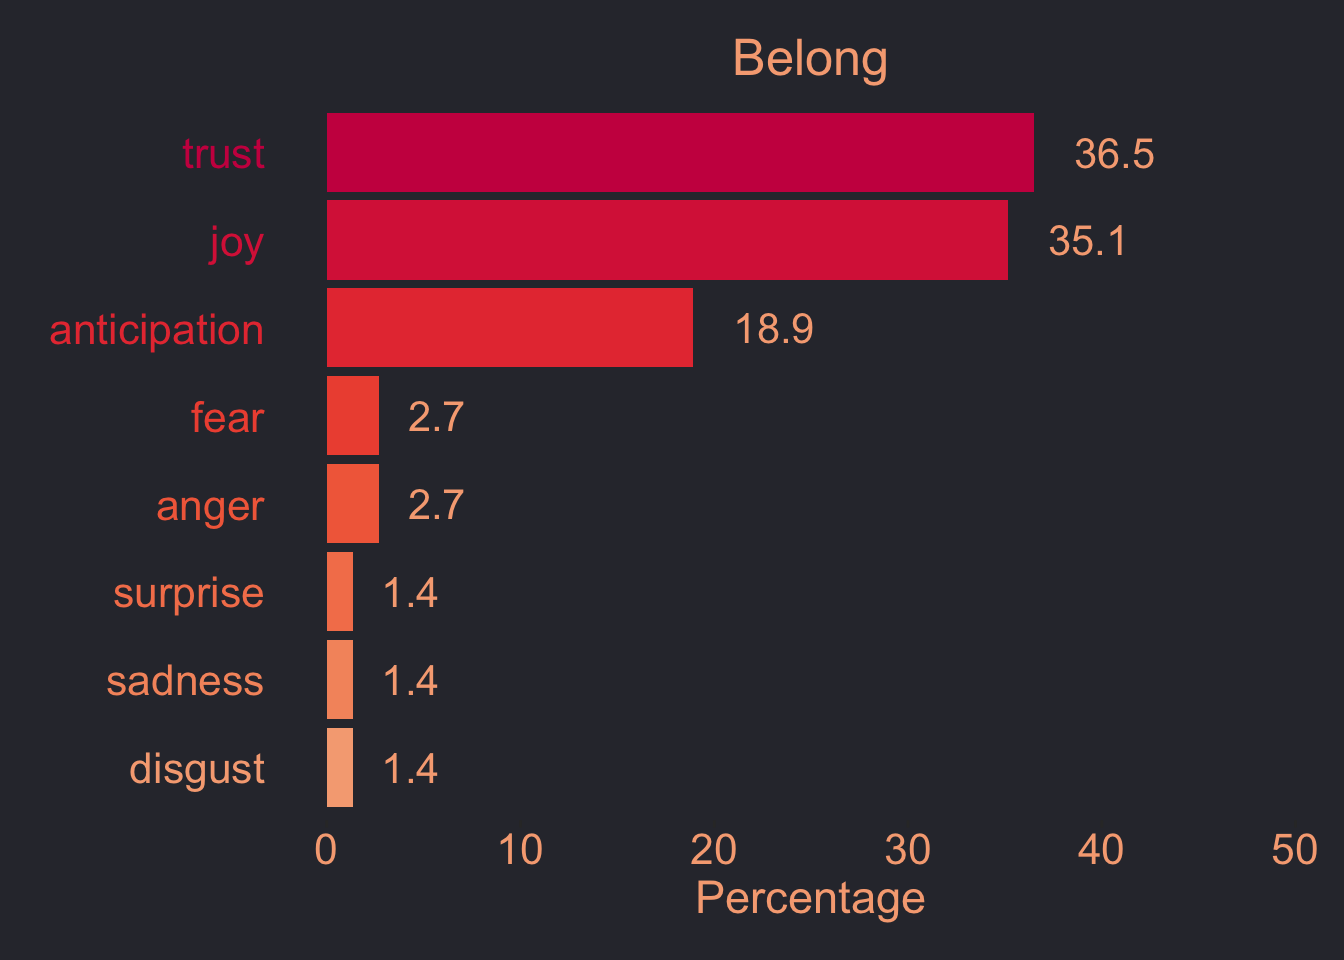 Belong
trust 36.5
joy 35.1
anticipation 18.9
fear 2.7
anger 2.7
surprise 1.4
sadness 1.4
disgust 1.4
0 10 20 30 40 50
Percentage